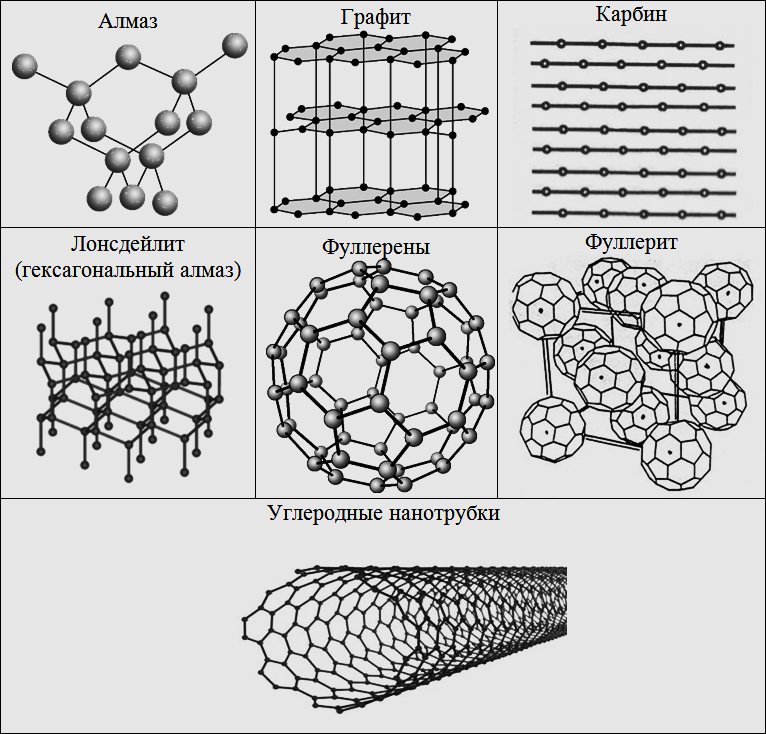 Алмаз
Графит
Карбин
Лонсдейлит
(гексагональный алмаз)
Фуллерены
Фуллерит
Углеродные нанотрубки